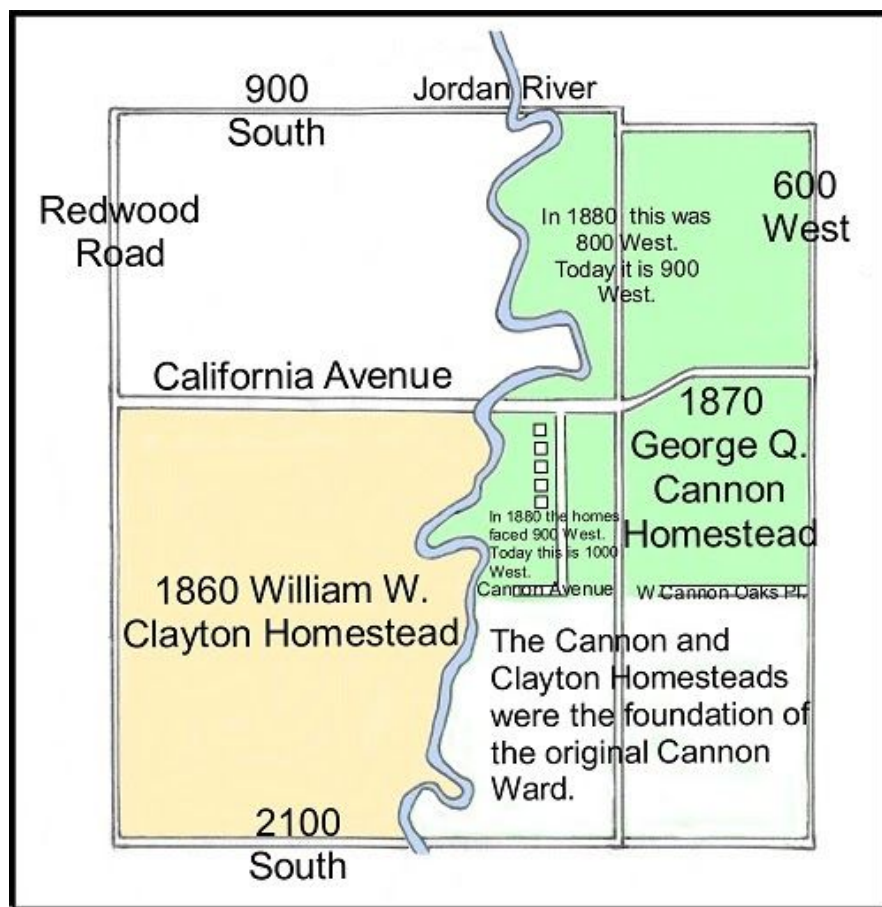 900
South
Jordan River
Redwood
Road
600
West
In 1880 this was
800 West.
Today it is 900
West.
California Avenue
1870
George Q.
Cannon
Homestead
In 1880 the homes
faced 900 West.
Today this is 1000
West.
Cannon Avenue
W Cannon Oaks Pl.
1860 William W.
Clayton Homestead
The Cannon and
Clayton Homesteads
were the foundation of
the original Cannon
Ward.
2100
South